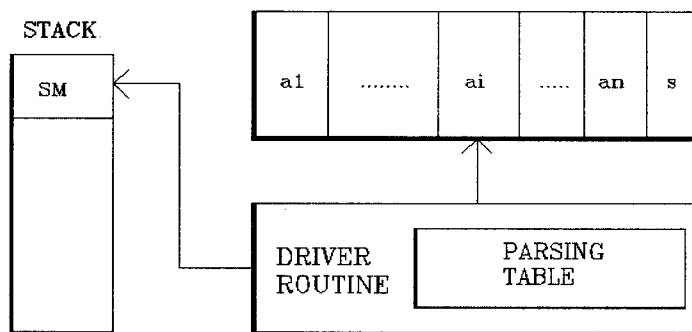 STACK
SM
a1 ........ ai ..... an s
DRIVER
ROUTINE
PARSING
TABLE